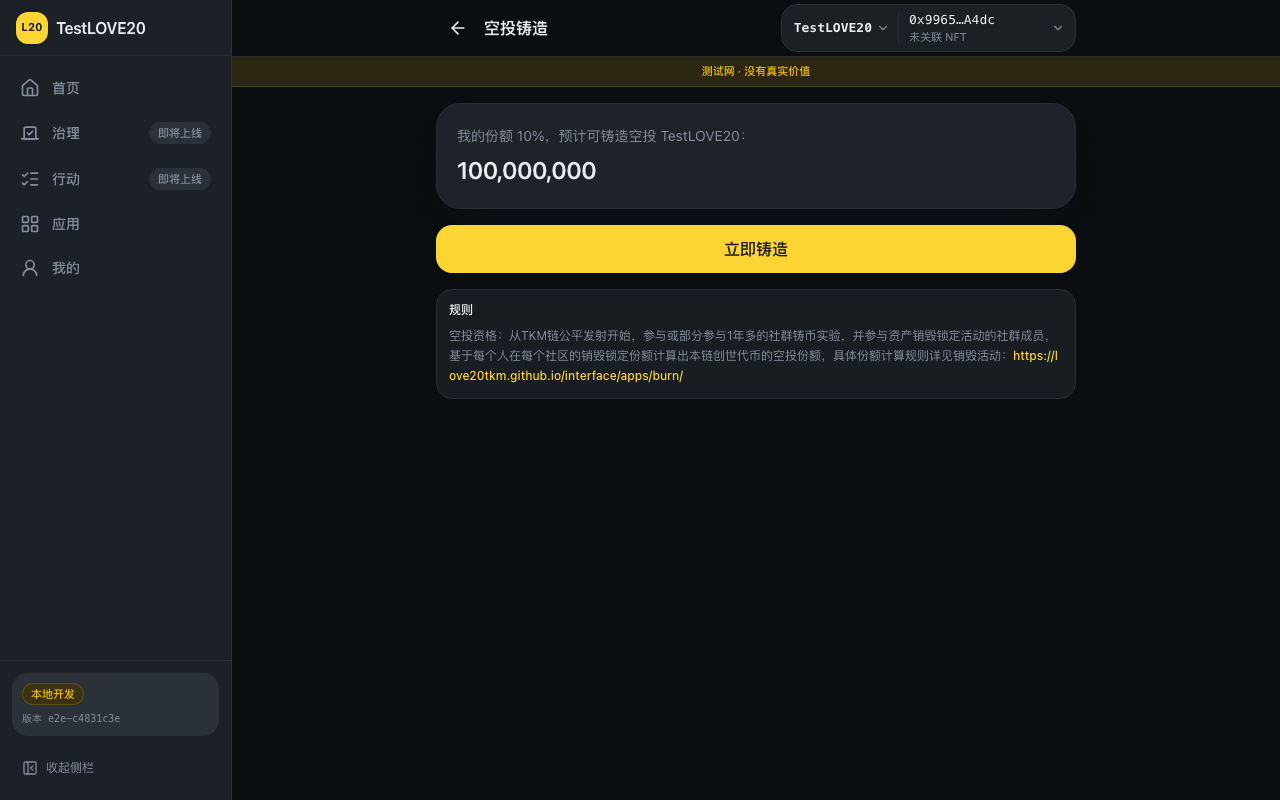 L20 TestLOVE20
首页
治理 即将上线
行动 即将上线
应用
我的
本地开发
版本 e2e-c4831c3e
收起侧栏
空投铸造
TestLOVE20
0x9965…A4dc
未关联 NFT
测试网 · 没有真实价值
我的份额 10%，预计可铸造空投 TestLOVE20：
100,000,000
立即铸造
规则
空投资格：从TKM链公平发射开始，参与或部分参与1年多的社群铸币实验，并参与资产销毁锁定活动的社群成员，
基于每个人在每个社区的销毁锁定份额计算出本链创世代币的空投份额，具体份额计算规则详见销毁活动：https://l
ove20tkm.github.io/interface/apps/burn/